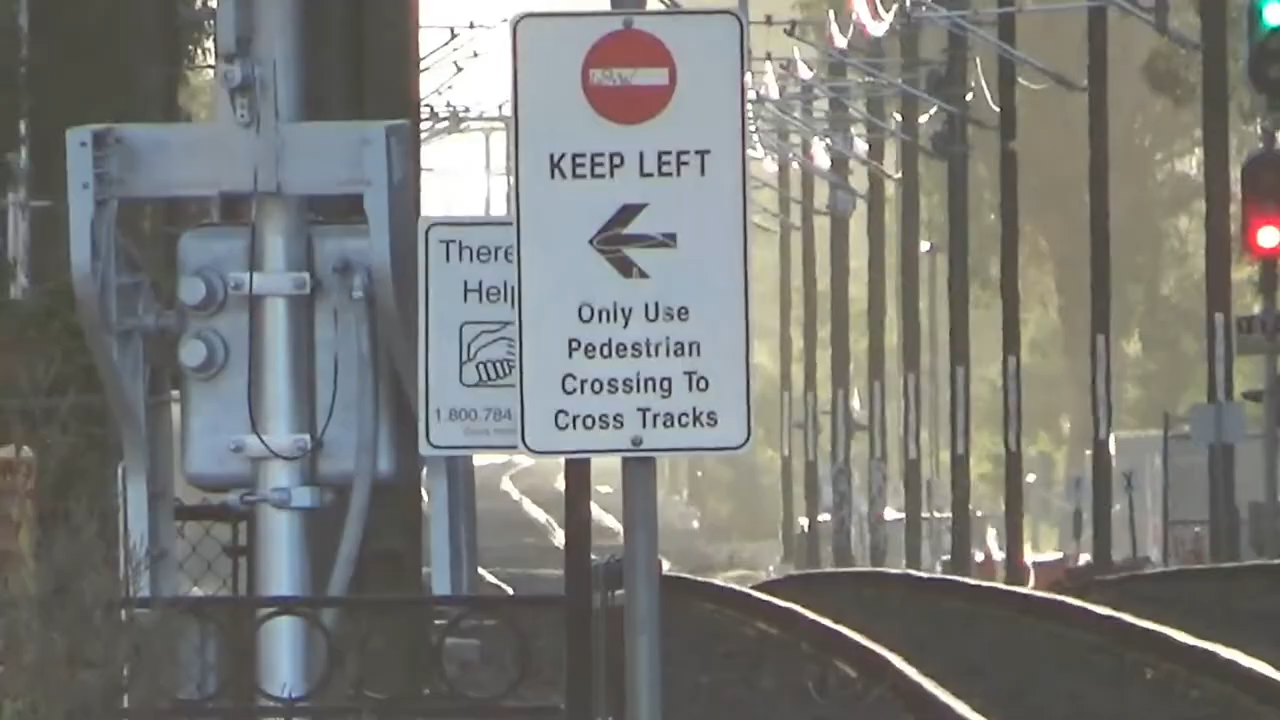 KEEP LEFT
Only Use
Pedestrian
Crossing To
Cross Tracks
There
Help
1.800.784